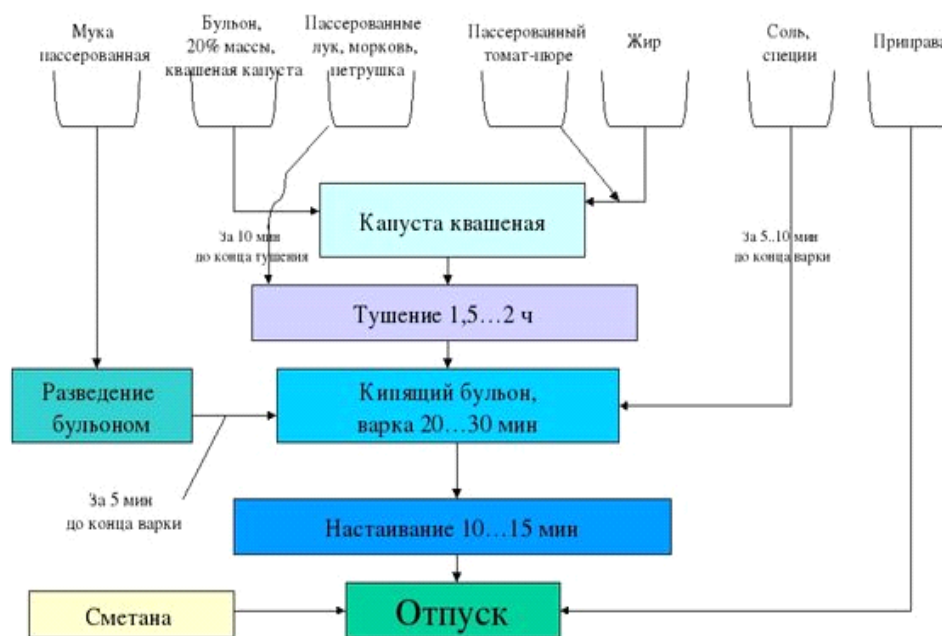 Мука
пассерованная
Бульон,
20% массы,
квашеная капуста
Пассерованные
лук, морковь,
петрушка
Пассерованный
томат-пюре
Жир
Соль,
специи
Приправа
Капуста квашеная
За 10 мин
до конца тушения
За 5..10 мин
до конца варки
Тушение 1,5…2 ч
Разведение
бульоном
Кипящий бульон,
варка 20…30 мин
За 5 мин
до конца варки
Настаивание 10…15 мин
Сметана
Отпуск